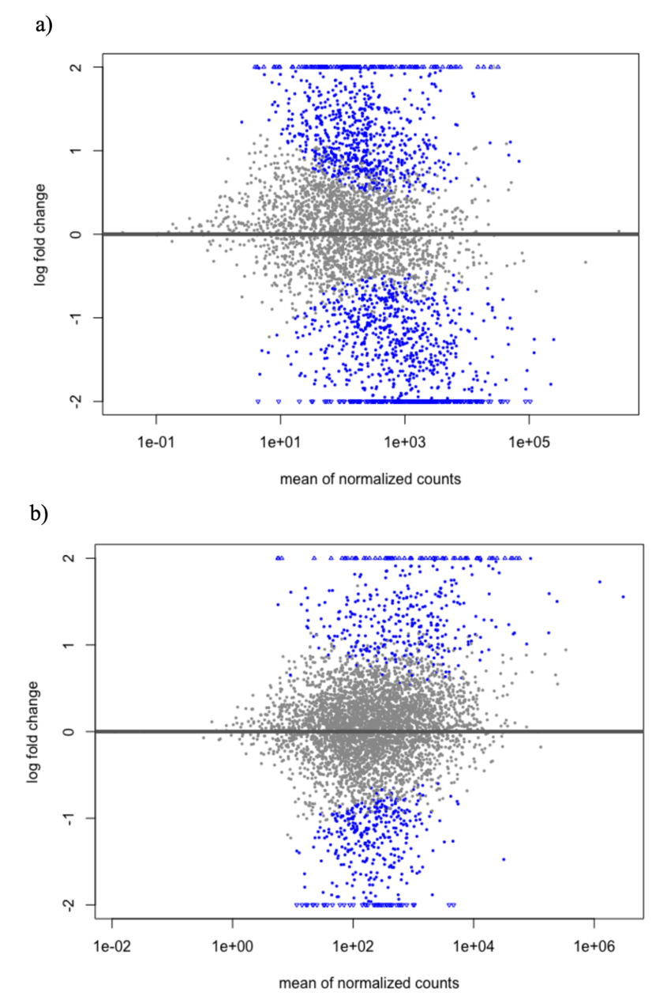 a)
2
1
0
-1
-2
log fold change
1e-01
1e+01
1e+03
1e+05
mean of normalized counts
b)
2
1
0
-1
-2
log fold change
1e-02
1e+00
1e+02
1e+04
1e+06
mean of normalized counts